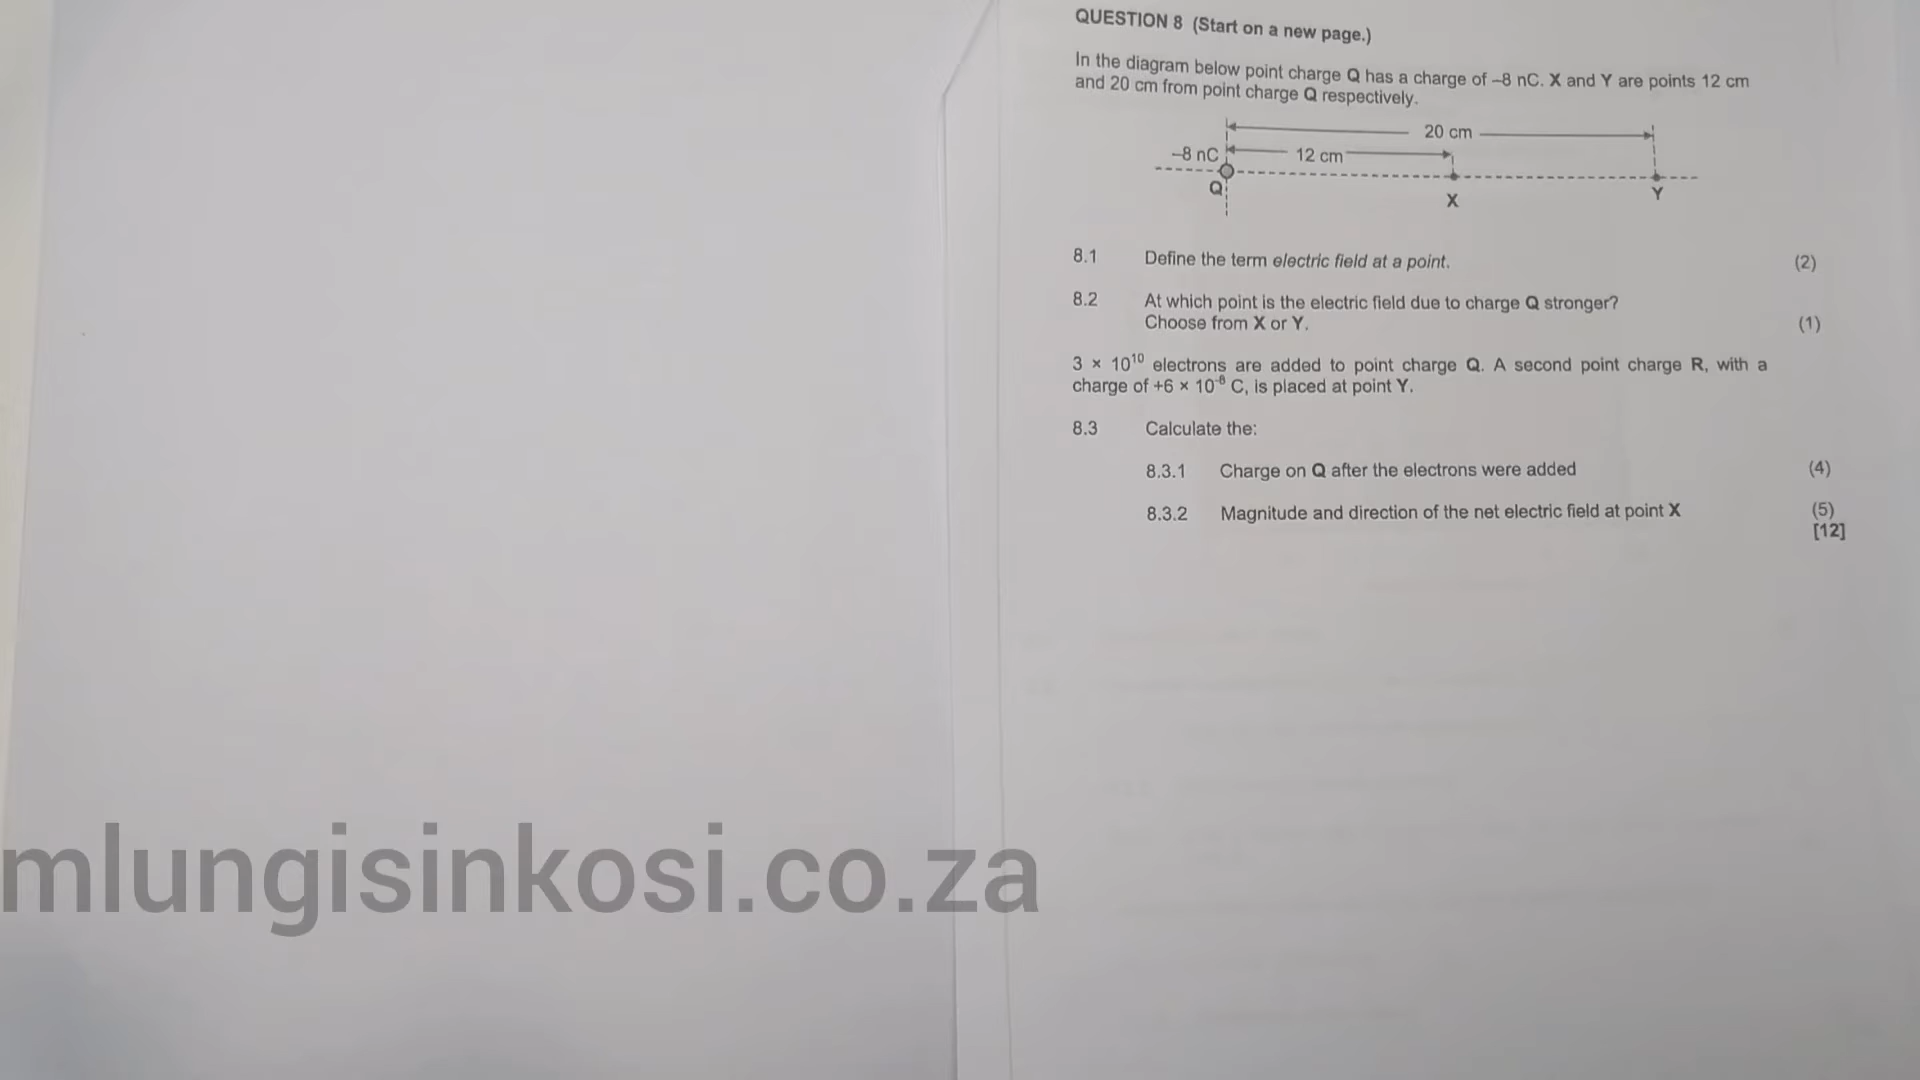 QUESTION 8 (Start on a new page.)
In the diagram below point charge Q has a charge of –8 nC. X and Y are points 12 cm
and 20 cm from point charge Q respectively.
20 cm
–8 nC
12 cm
Q
X
Y
8.1 Define the term electric field at a point. (2)
8.2 At which point is the electric field due to charge Q stronger?
Choose from X or Y. (1)
3 × 10¹⁰ electrons are added to point charge Q. A second point charge R, with a
charge of +6 × 10⁻⁸ C, is placed at point Y.
8.3 Calculate the:
8.3.1 Charge on Q after the electrons were added (4)
8.3.2 Magnitude and direction of the net electric field at point X (5)
[12]
mlungisinkosi.co.za